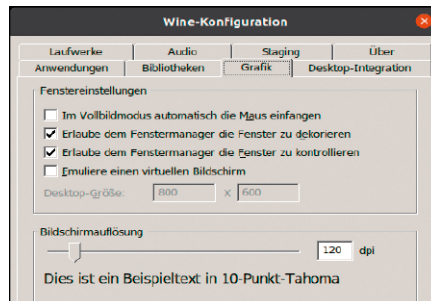 Wine-Konfiguration
Laufwerke Audio Staging Über
Anwendungen Bibliotheken Grafik Desktop-Integration
Fenstereinstellungen
Im Vollbildmodus automatisch die Maus einfangen
Erlaube dem Fenstermanager die Fenster zu dekorieren
Erlaube dem Fenstermanager die Fenster zu kontrollieren
Emuliere einen virtuellen Bildschirm
Desktop-Größe: 800 x 600
Bildschirmauflösung
120 dpi
Dies ist ein Beispieltext in 10-Punkt-Tahoma